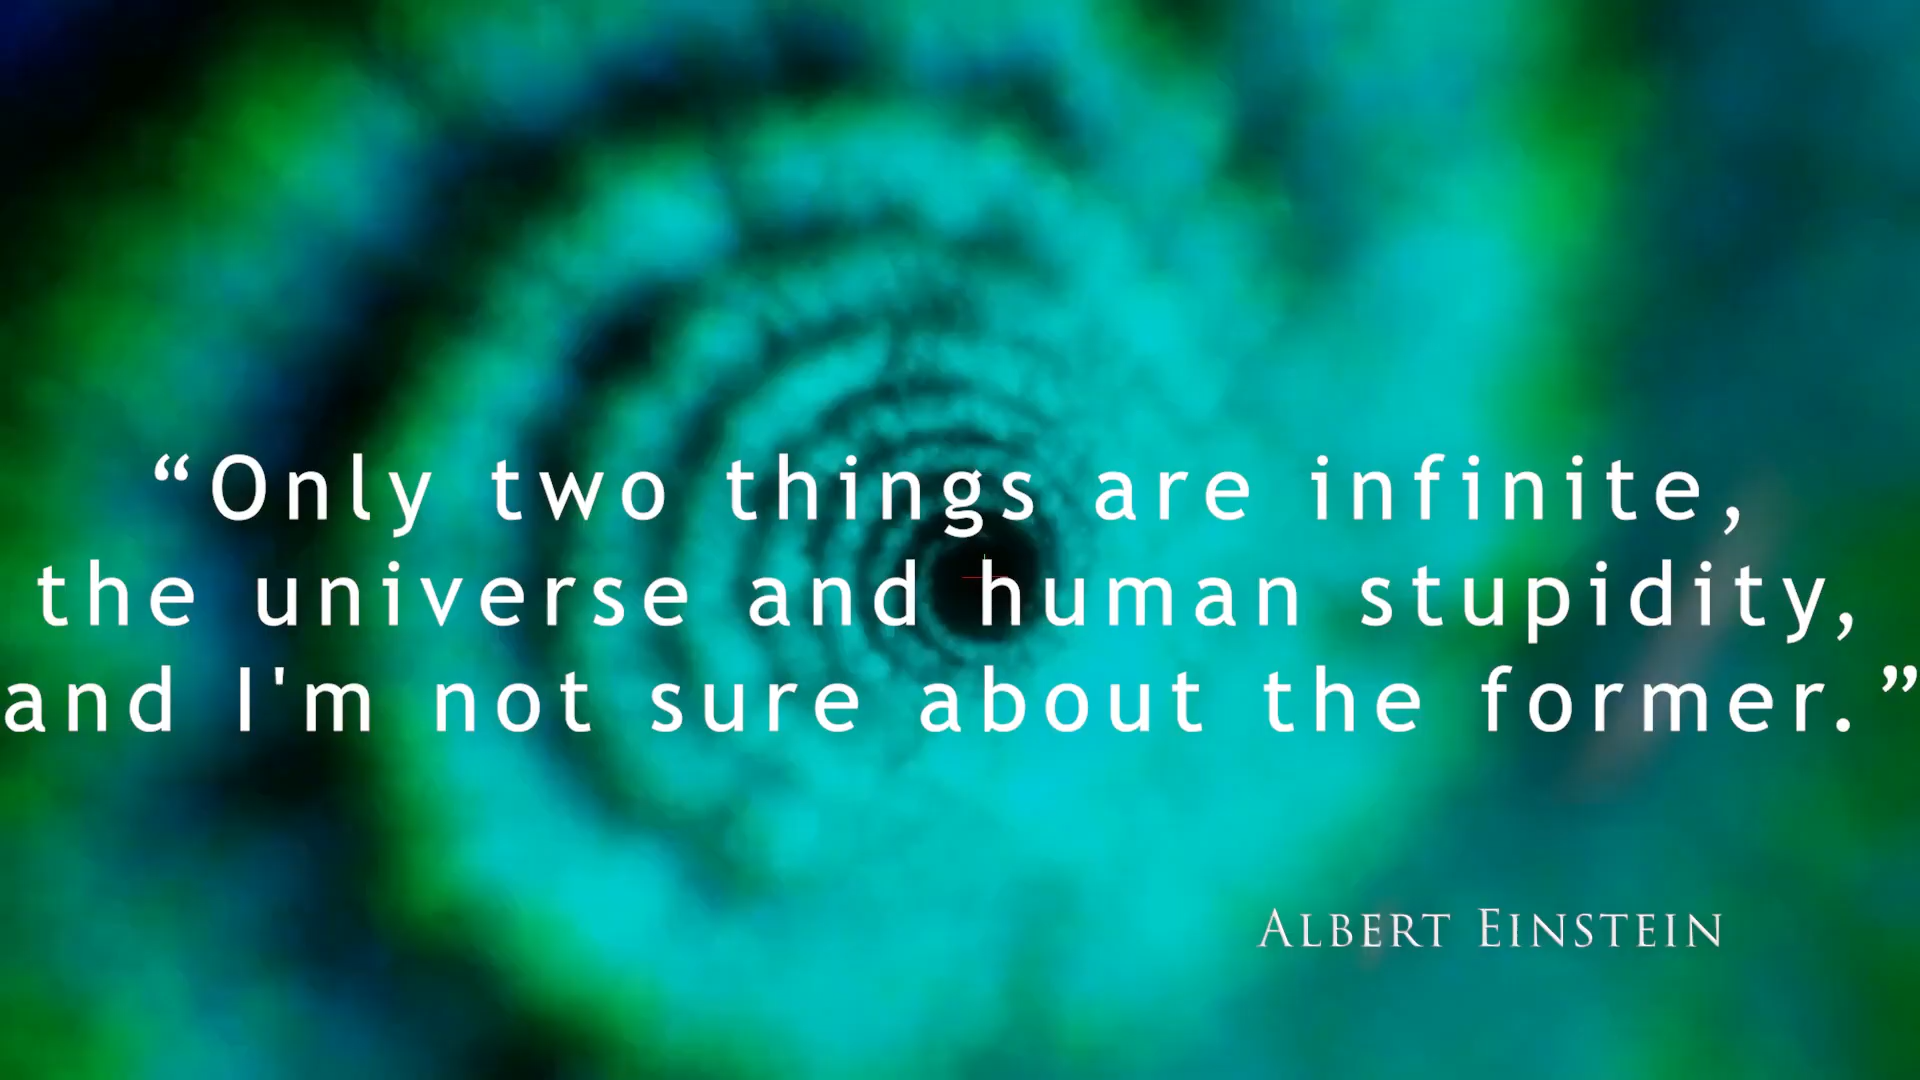 “Only two things are infinite,
the universe and human stupidity,
and I'm not sure about the former.”
Albert Einstein